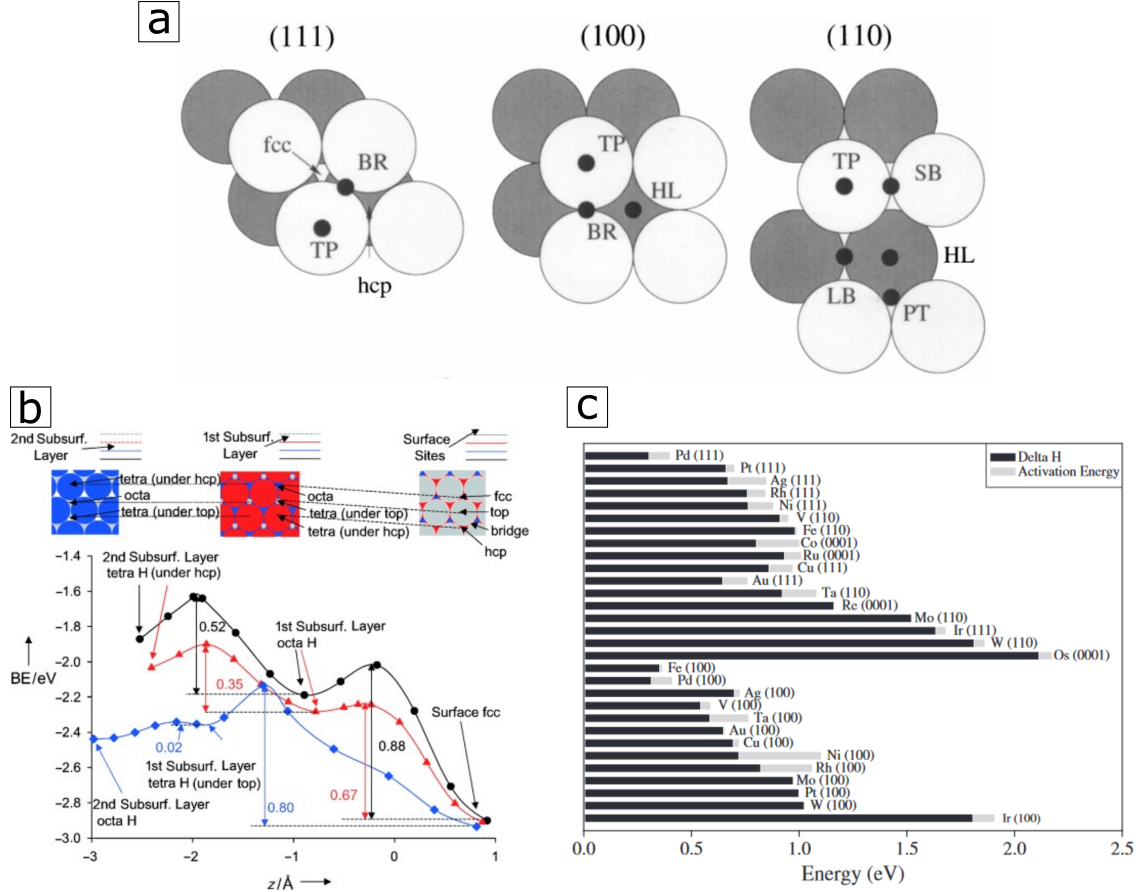 a
(111)
(100)
(110)
fcc
BR
TP
hcp
TP
HL
BR
TP
SB
HL
LB
PT
b
2nd Subsurf.
Layer
1st Subsurf.
Layer
Surface
Sites
tetra (under hcp)
octa
tetra (under top)
octa
tetra (under top)
tetra (under hcp)
fcc
top
bridge
hcp
−1.4
−1.6
−1.8
−2.0
−2.2
−2.4
−2.6
−2.8
−3.0
BE/eV
2nd Subsurf. Layer
tetra H (under hcp)
0.52
1st Subsurf. Layer
octa H
0.35
Surface fcc
0.88
0.02
1st Subsurf. Layer
tetra H (under top)
0.67
0.80
2nd Subsurf. Layer
octa H
−3
−2
−1
0
1
z/Å
c
Delta H
Activation Energy
Pd (111)
Pt (111)
Ag (111)
Rh (111)
Ni (111)
V (110)
Fe (110)
Co (0001)
Ru (0001)
Cu (111)
Au (111)
Ta (110)
Re (0001)
Mo (110)
Ir (111)
W (110)
Os (0001)
Fe (100)
Pd (100)
Ag (100)
V (100)
Ta (100)
Au (100)
Cu (100)
Ni (100)
Rh (100)
Mo (100)
Pt (100)
W (100)
Ir (100)
0.0
0.5
1.0
1.5
2.0
2.5
Energy (eV)